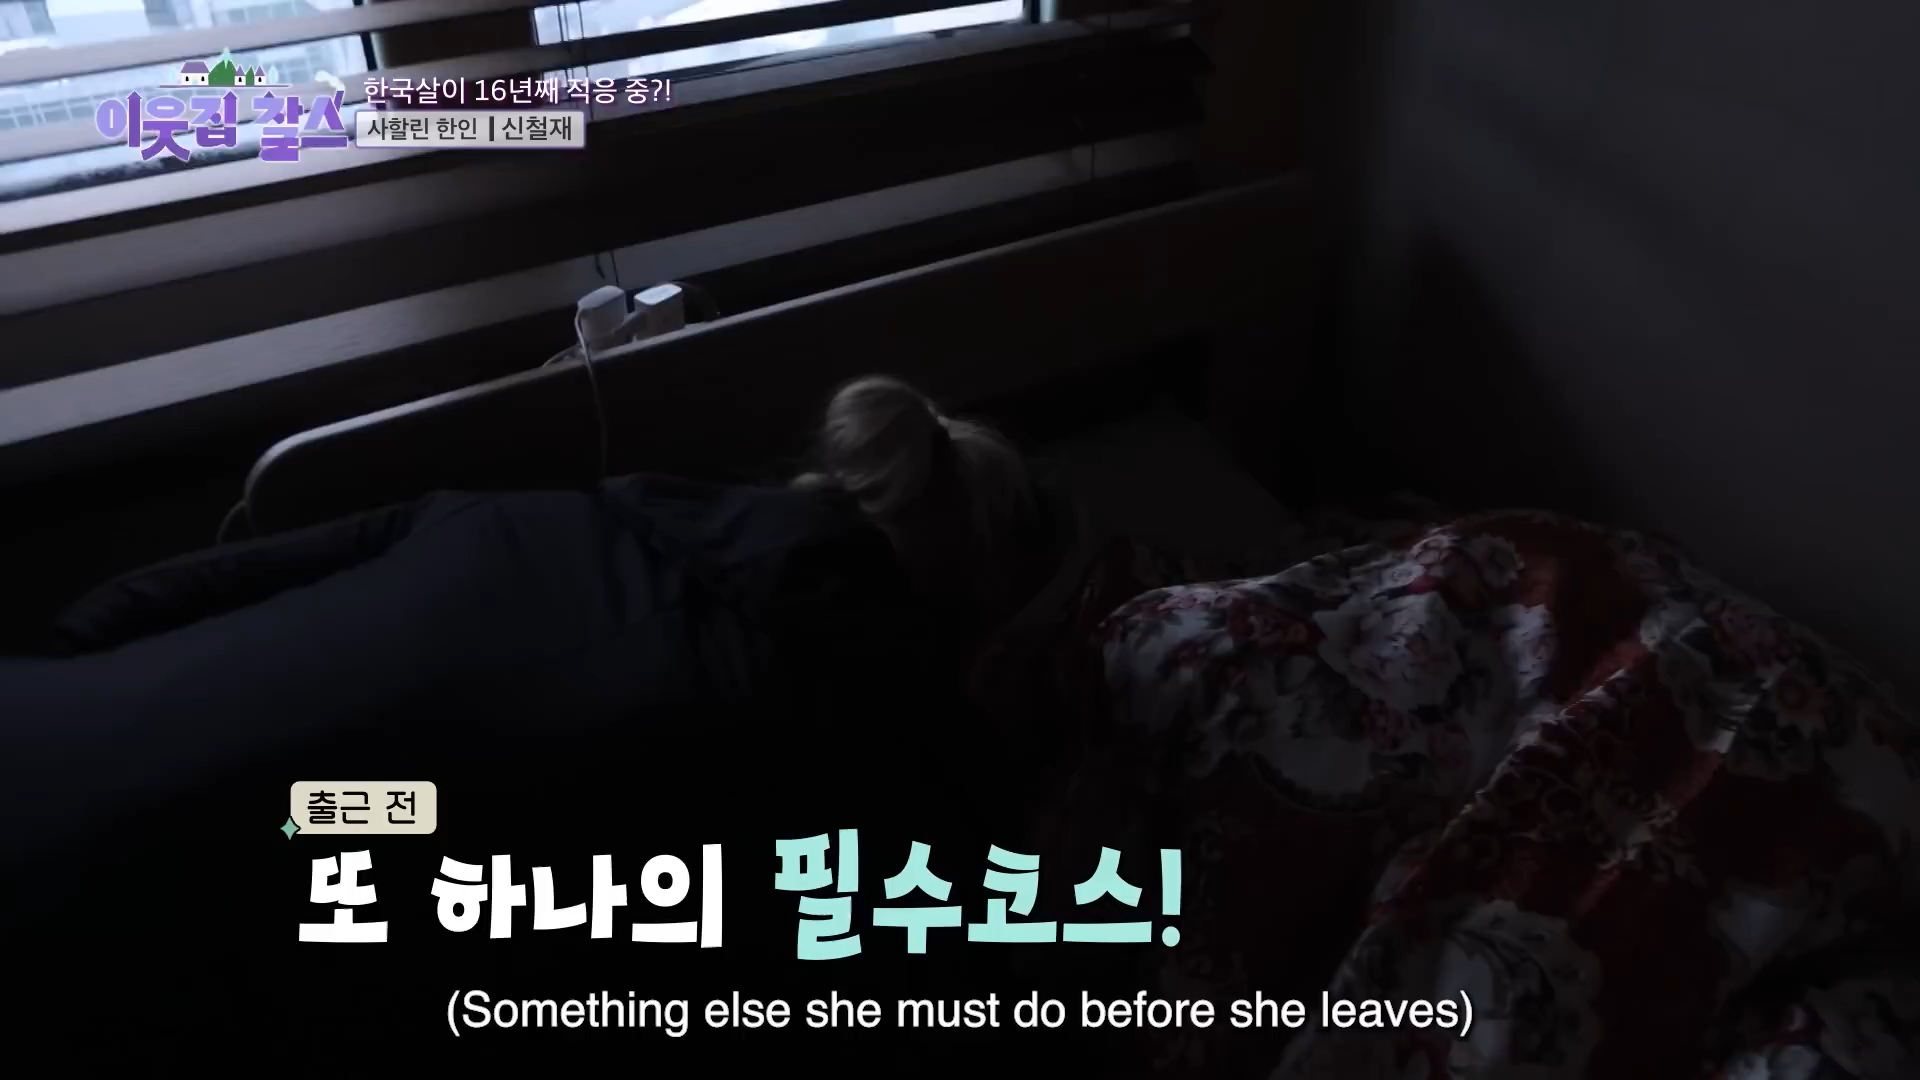 한국살이 16년째 적응 중?!
이웃집 찰스
사할린 한인 | 신철재
출근 전
또 하나의 필수코스!
(Something else she must do before she leaves)